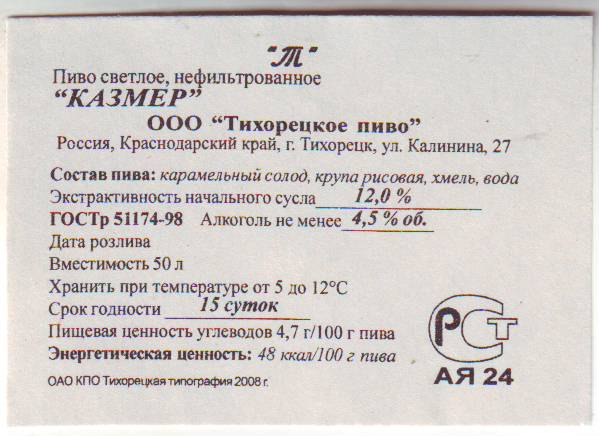 "Т"
Пиво светлое, нефильтрованное
"КАЗМЕР"
ООО "Тихорецкое пиво"
Россия, Краснодарский край, г. Тихорецк, ул. Калинина, 27
Состав пива: карамельный солод, крупа рисовая, хмель, вода
Экстрактивность начального сусла 12,0 %
ГОСТр 51174-98 Алкоголь не менее 4,5 % об.
Дата розлива
Вместимость 50 л
Хранить при температуре от 5 до 12°С
Срок годности 15 суток
Пищевая ценность углеводов 4,7 г/100 г пива
Энергетическая ценность: 48 ккал/100 г пива
РСТ
АЯ 24
ОАО КПО Тихорецкая типография 2008 г.